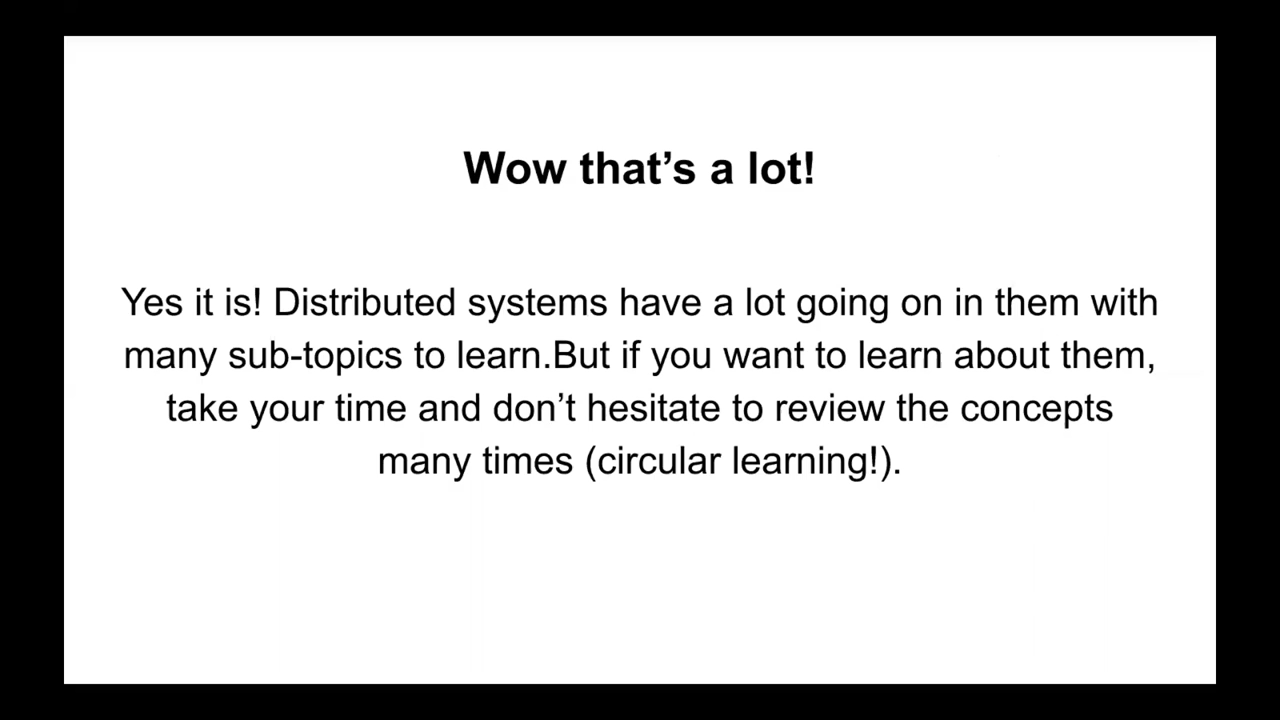 Wow that’s a lot!
Yes it is! Distributed systems have a lot going on in them with
many sub-topics to learn.But if you want to learn about them,
take your time and don’t hesitate to review the concepts
many times (circular learning!).